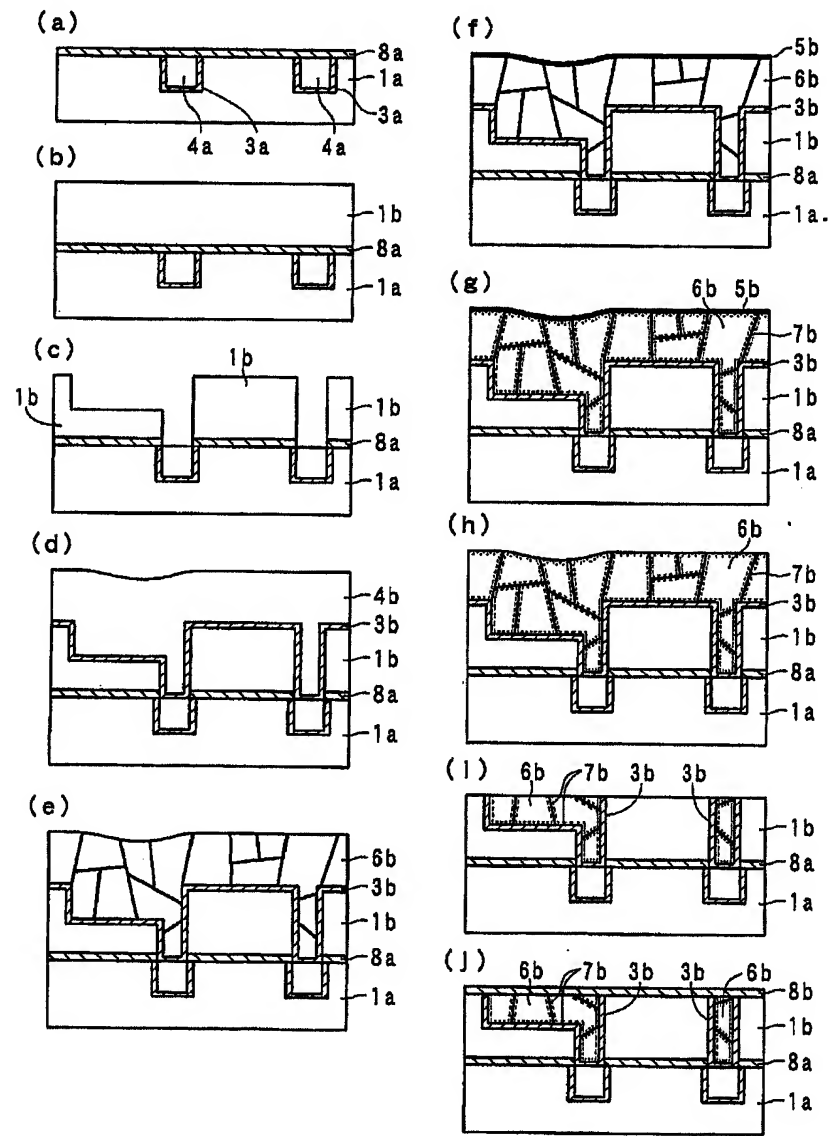 (a)
8a
1a
3a
4a 3a 4a
(b)
1b
8a
1a
(c)
1b
1b
1b
8a
1a
(d)
4b
3b
1b
8a
1a
(e)
6b
3b
1b
8a
1a
(f)
5b
6b
3b
1b
8a
1a.
(g)
6b 5b
7b
3b
1b
8a
1a
(h)
6b
7b
3b
1b
8a
1a
(i)
6b 7b 3b 3b
1b
8a
1a
(j)
6b 7b 3b 3b 6b
8b
1b
8a
1a